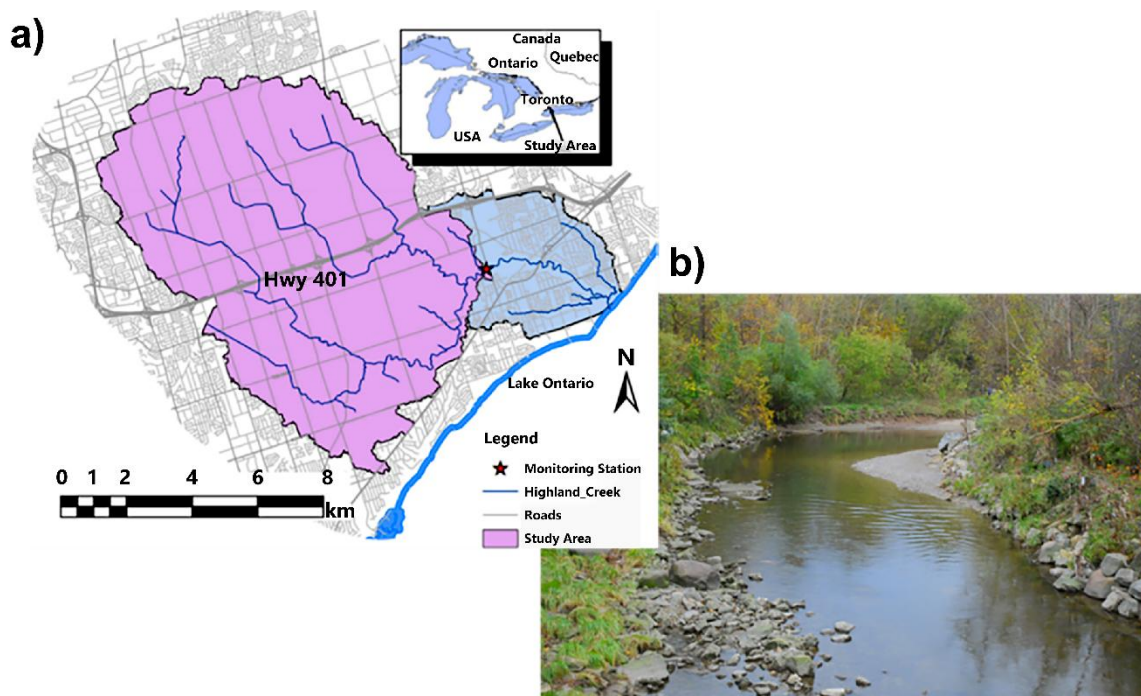 a)
Canada
Quebec
Ontario
Toronto
USA
Study Area
Hwy 401
b)
N
Lake Ontario
Legend
Monitoring Station
Highland_Creek
Roads
Study Area
0 1 2 4 6 8
km